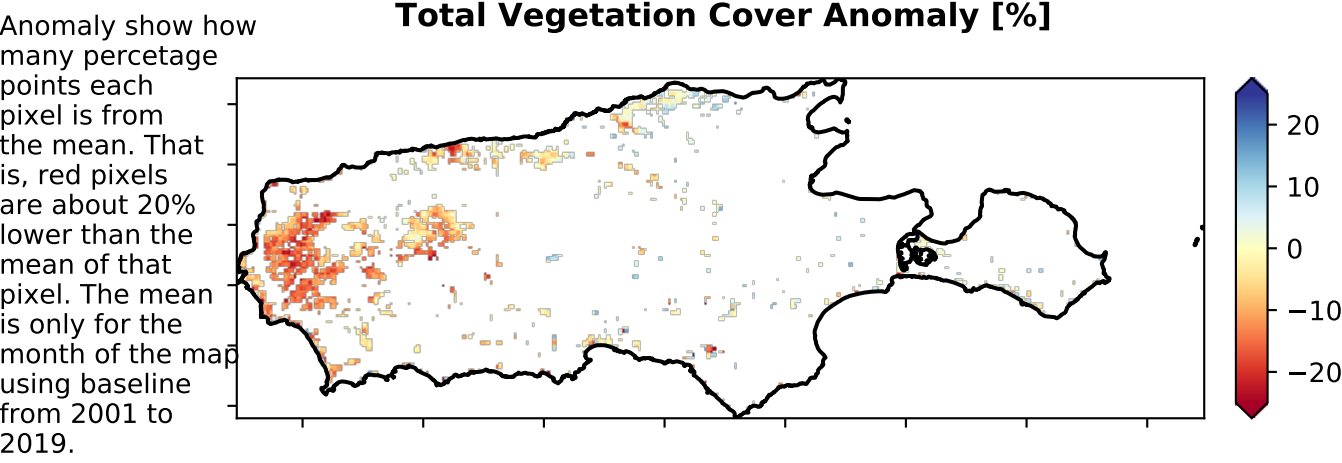 Total Vegetation Cover Anomaly [%]
Anomaly show how
many percetage
points each
pixel is from
the mean. That
is, red pixels
are about 20%
lower than the
mean of that
pixel. The mean
is only for the
month of the map
using baseline
from 2001 to
2019.
20
10
0
−10
−20